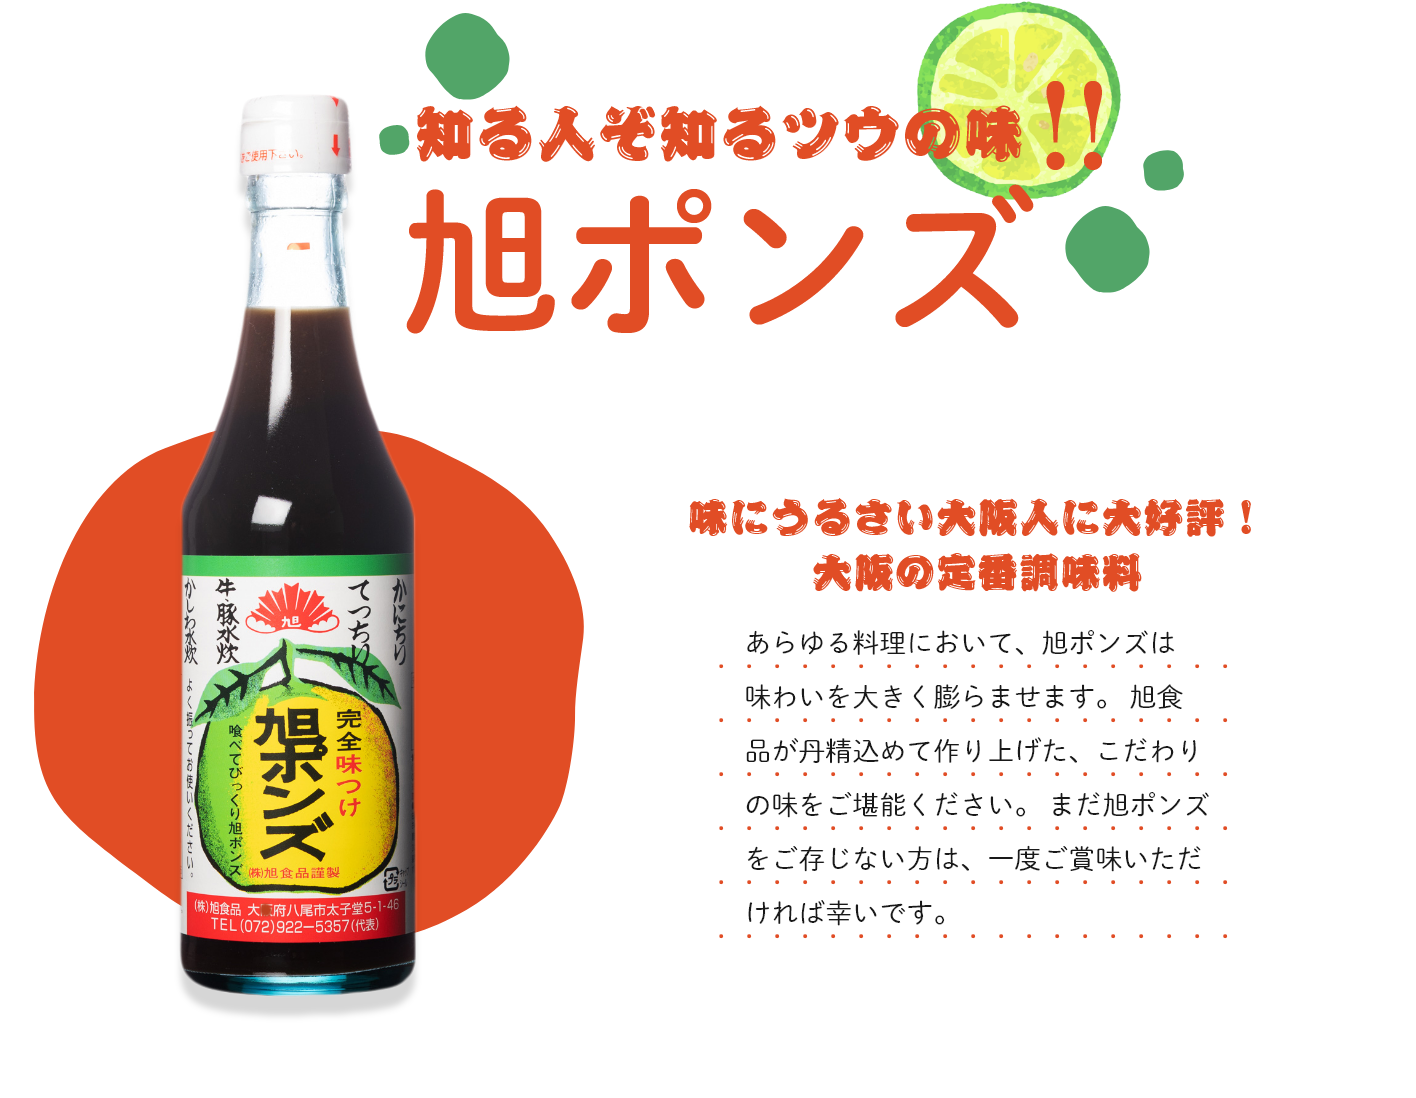 知る人ぞ知るツウの味!!
旭ポンズ
味にうるさい大阪人に大好評！
大阪の定番調味料
あらゆる料理において、旭ポンズは
味わいを大きく膨らませます。 旭食
品が丹精込めて作り上げた、こだわり
の味をご堪能ください。 まだ旭ポンズ
をご存じない方は、一度ご賞味いただ
ければ幸いです。
ご使用下さい。
かにちり
てっちり
牛・豚水炊
かしわ水炊
旭
完全味つけ
旭ポンズ
喰べてびっくり旭ポンズ
よく振ってお使いください。
(株)旭食品謹製
(株)旭食品 大阪府八尾市太子堂5-1-46
TEL(072)922-5357(代表)